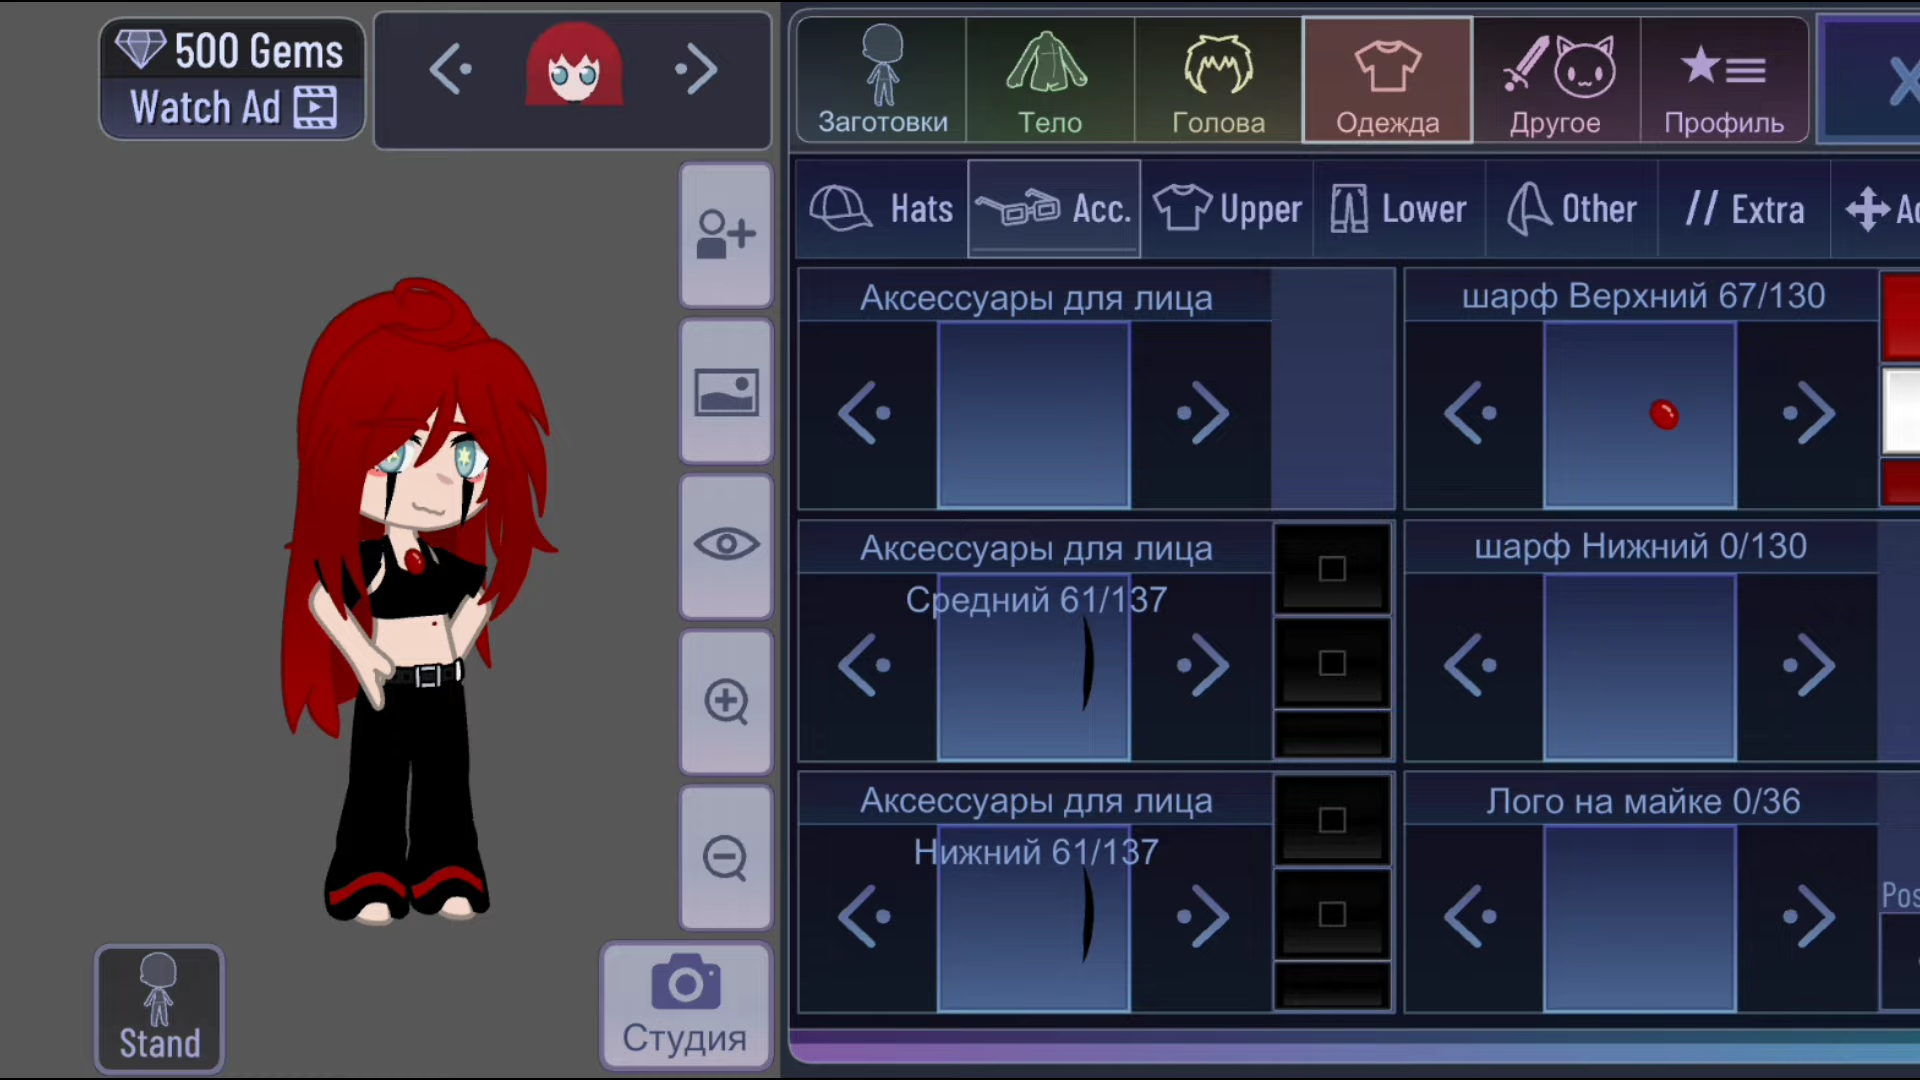 500 Gems
Watch Ad
Заготовки
Тело
Голова
Одежда
Другое
Профиль
Hats
Acc.
Upper
Lower
Other
Extra
Аксессуары для лица
шарф Верхний 67/130
Аксессуары для лица
Средний 61/137
шарф Нижний 0/130
Аксессуары для лица
Нижний 61/137
Лого на майке 0/36
Pos
Stand
Студия